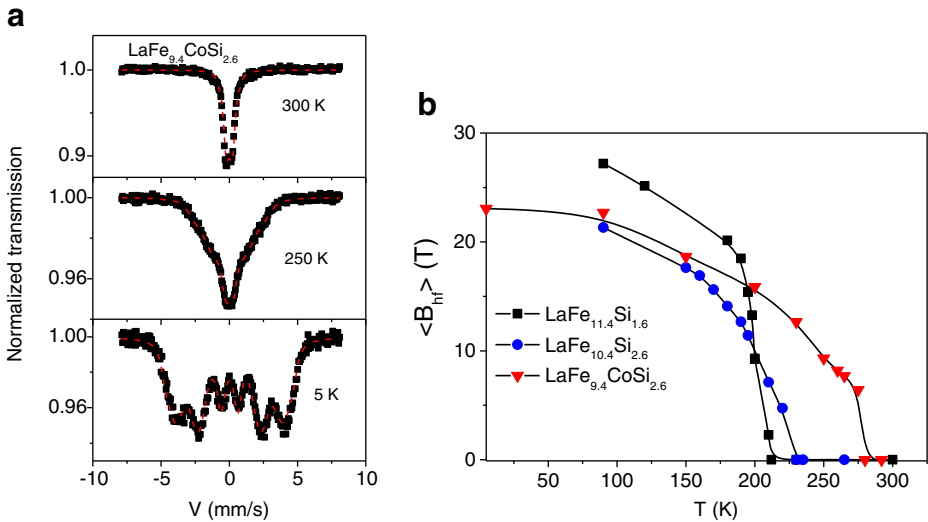 a
LaFe9.4CoSi2.6
1.0
300 K
0.9
1.00
250 K
0.96
1.00
5 K
0.96
-10 -5 0 5 10
V (mm/s)
Normalized transmission
b
30
20
10
0
<Bhf> (T)
LaFe11.4Si1.6
LaFe10.4Si2.6
LaFe9.4CoSi2.6
50 100 150 200 250 300
T (K)